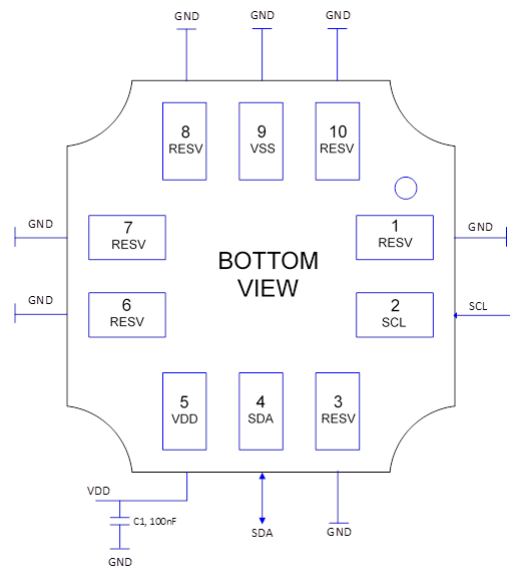 GND
GND
GND
8
RESV
9
VSS
10
RESV
GND
7
RESV
1
RESV
GND
BOTTOM
VIEW
GND
6
RESV
2
SCL
SCL
5
VDD
4
SDA
3
RESV
VDD
C1, 100nF
GND
SDA
GND